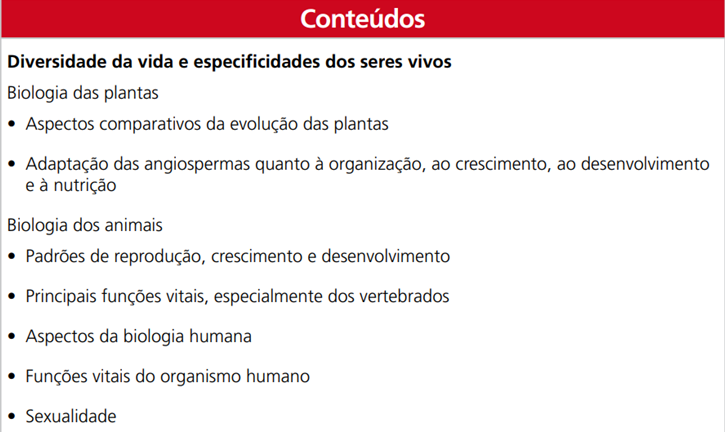 Conteúdos
Diversidade da vida e especificidades dos seres vivos
Biologia das plantas
• Aspectos comparativos da evolução das plantas
• Adaptação das angiospermas quanto à organização, ao crescimento, ao desenvolvimento
e à nutrição
Biologia dos animais
• Padrões de reprodução, crescimento e desenvolvimento
• Principais funções vitais, especialmente dos vertebrados
• Aspectos da biologia humana
• Funções vitais do organismo humano
• Sexualidade